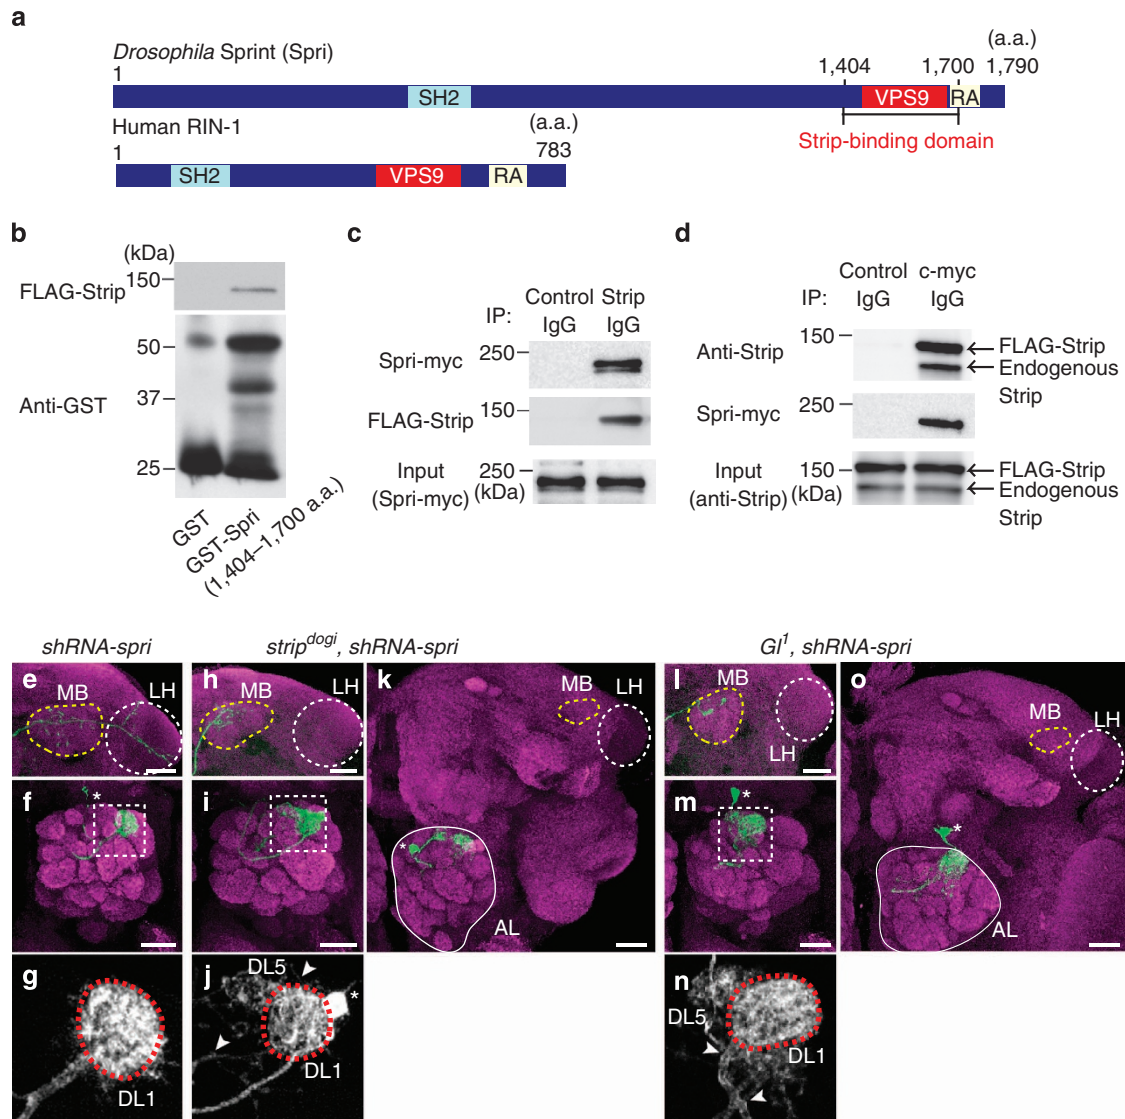 a
Drosophila Sprint (Spri)
(a.a.)
1
1,404
1,700
1,790
SH2
VPS9
RA
Strip-binding domain
Human RIN-1
(a.a.)
1
783
SH2
VPS9
RA
b
(kDa)
FLAG-Strip
150
50
Anti-GST
37
25
GST
GST-Spri
(1,404–1,700 a.a.)
c
IP:
Control IgG
Strip IgG
Spri-myc
250
FLAG-Strip
150
Input
(Spri-myc)
250
(kDa)
d
IP:
Control IgG
c-myc IgG
Anti-Strip
150
FLAG-Strip
Endogenous
Strip
Spri-myc
250
Input
(anti-Strip)
150
(kDa)
FLAG-Strip
Endogenous
Strip
shRNA-spri
strip^dogi, shRNA-spri
Gl^1, shRNA-spri
e
MB
LH
h
MB
LH
k
MB
LH
*
AL
l
MB
LH
o
MB
LH
*
AL
f
*
i
m
*
g
DL1
j
DL5
*
DL1
n
DL5
DL1